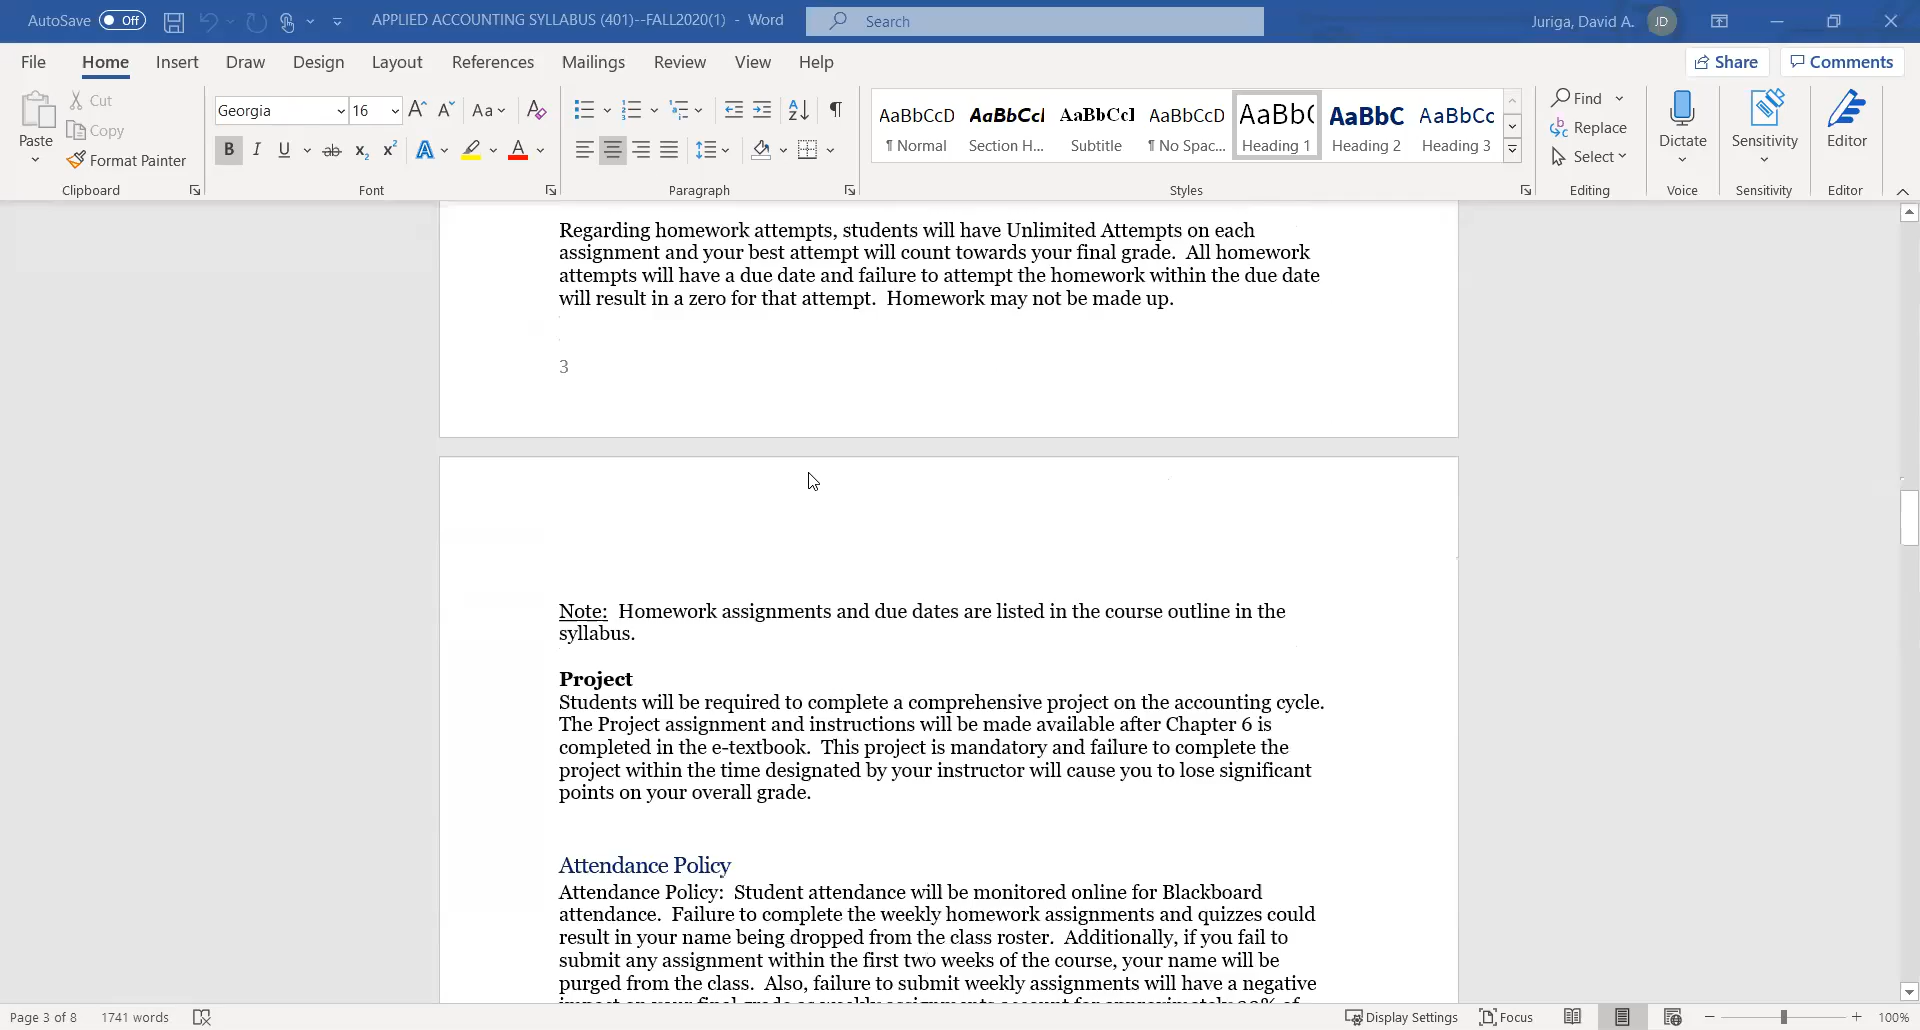 AutoSave Off APPLIED ACCOUNTING SYLLABUS (401)--FALL2020(1) - Word Search Juriga, David A. JD
File Home Insert Draw Design Layout References Mailings Review View Help Share Comments
Paste Cut Copy Format Painter Clipboard
Georgia 16 Aa
B I U ab x₂ x² A A Font
Paragraph
AaBbCcD AaBbCcI AaBbCcI AaBbCcD AaBb( AaBbC AaBbCc
¶ Normal Section H... Subtitle ¶ No Spac... Heading 1 Heading 2 Heading 3
Styles
Find Replace Select Editing
Dictate Voice
Sensitivity Sensitivity
Editor Editor
Regarding homework attempts, students will have Unlimited Attempts on each
assignment and your best attempt will count towards your final grade. All homework
attempts will have a due date and failure to attempt the homework within the due date
will result in a zero for that attempt. Homework may not be made up.
3
Note: Homework assignments and due dates are listed in the course outline in the
syllabus.
Project
Students will be required to complete a comprehensive project on the accounting cycle.
The Project assignment and instructions will be made available after Chapter 6 is
completed in the e-textbook. This project is mandatory and failure to complete the
project within the time designated by your instructor will cause you to lose significant
points on your overall grade.
Attendance Policy
Attendance Policy: Student attendance will be monitored online for Blackboard
attendance. Failure to complete the weekly homework assignments and quizzes could
result in your name being dropped from the class roster. Additionally, if you fail to
submit any assignment within the first two weeks of the course, your name will be
purged from the class. Also, failure to submit weekly assignments will have a negative
Page 3 of 8 1741 words Display Settings Focus 100%